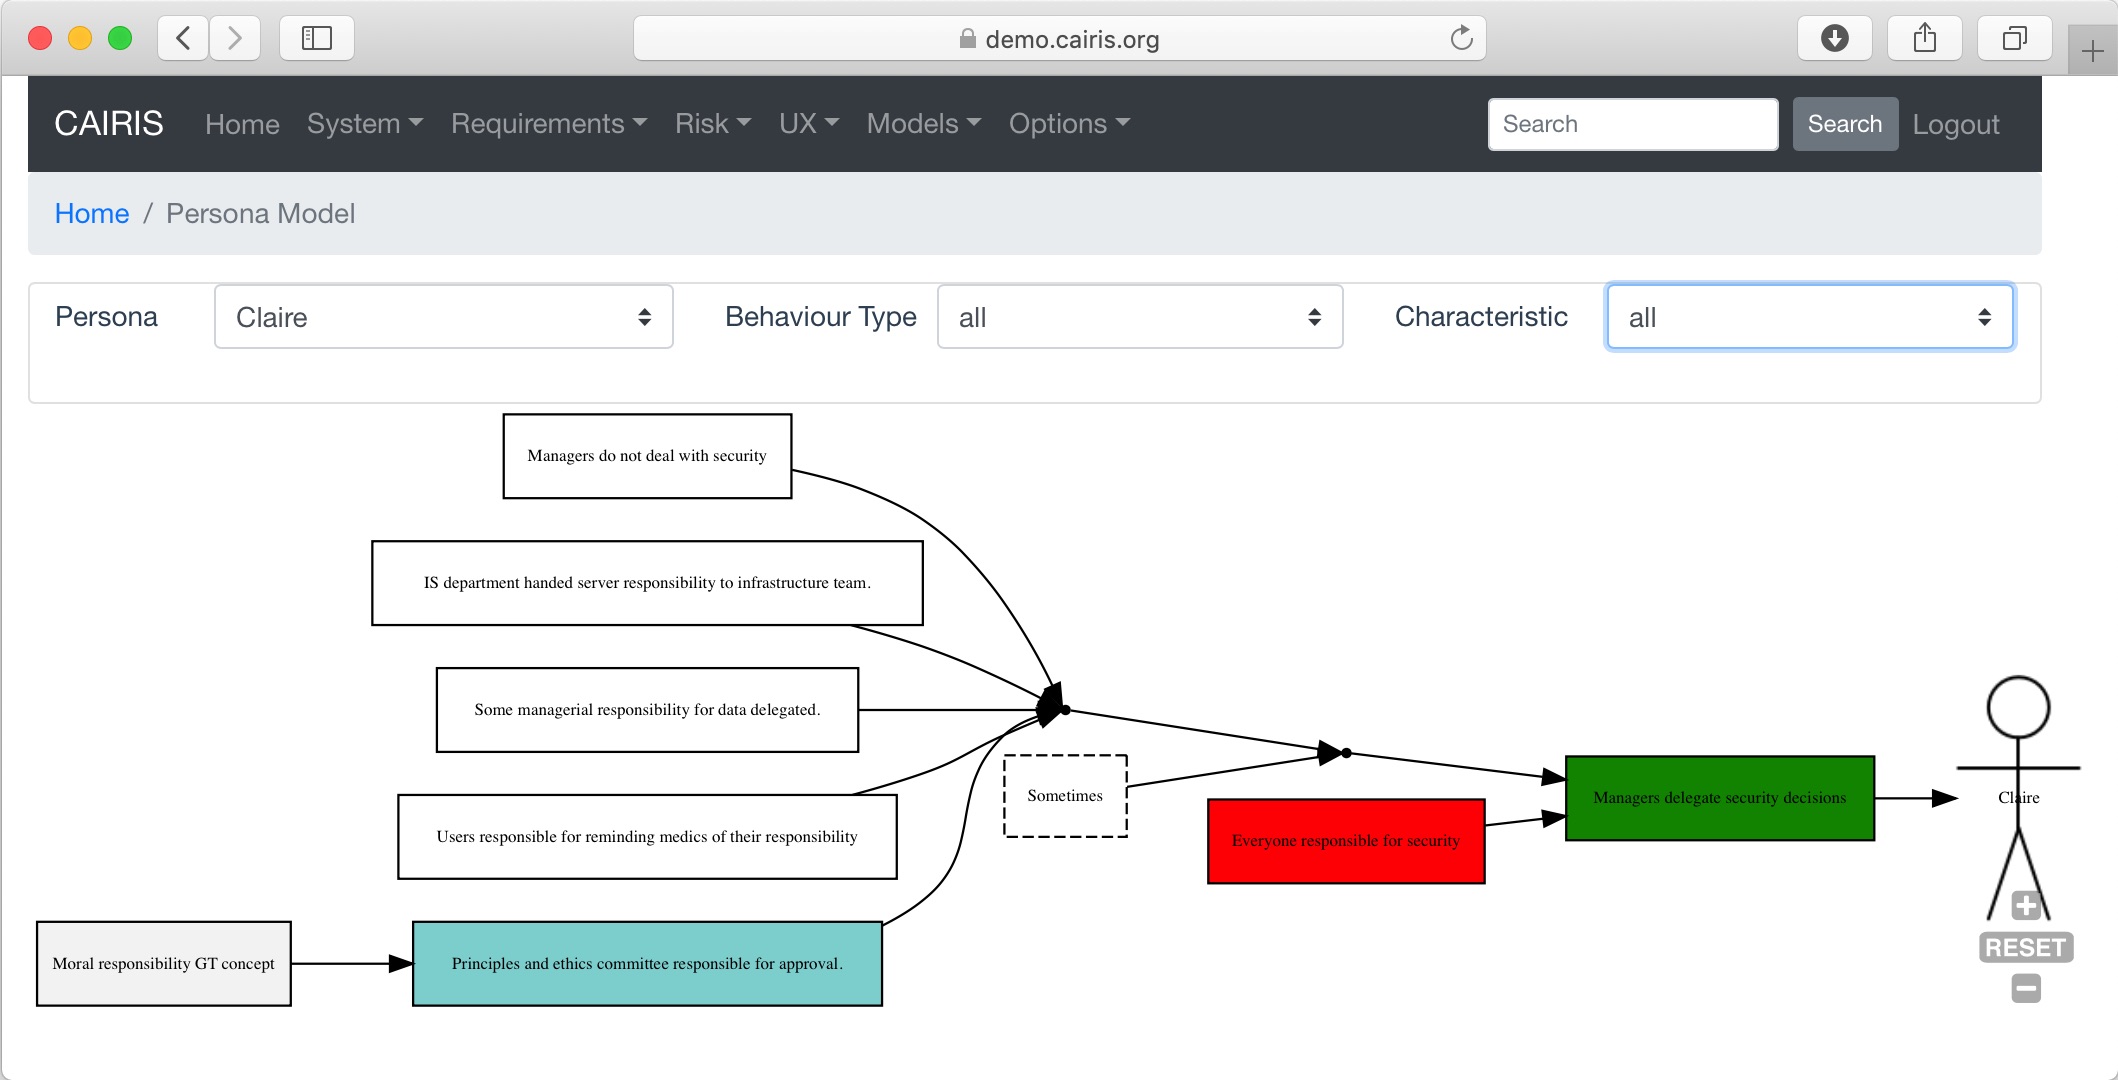 demo.cairis.org
CAIRIS Home System Requirements Risk UX Models Options Search Search Logout
Home / Persona Model
Persona Claire Behaviour Type all Characteristic all
Managers do not deal with security
IS department handed server responsibility to infrastructure team.
Some managerial responsibility for data delegated.
Sometimes
Managers delegate security decisions
Claire
Users responsible for reminding medics of their responsibility
Everyone responsible for security
RESET
Moral responsibility GT concept
Principles and ethics committee responsible for approval.